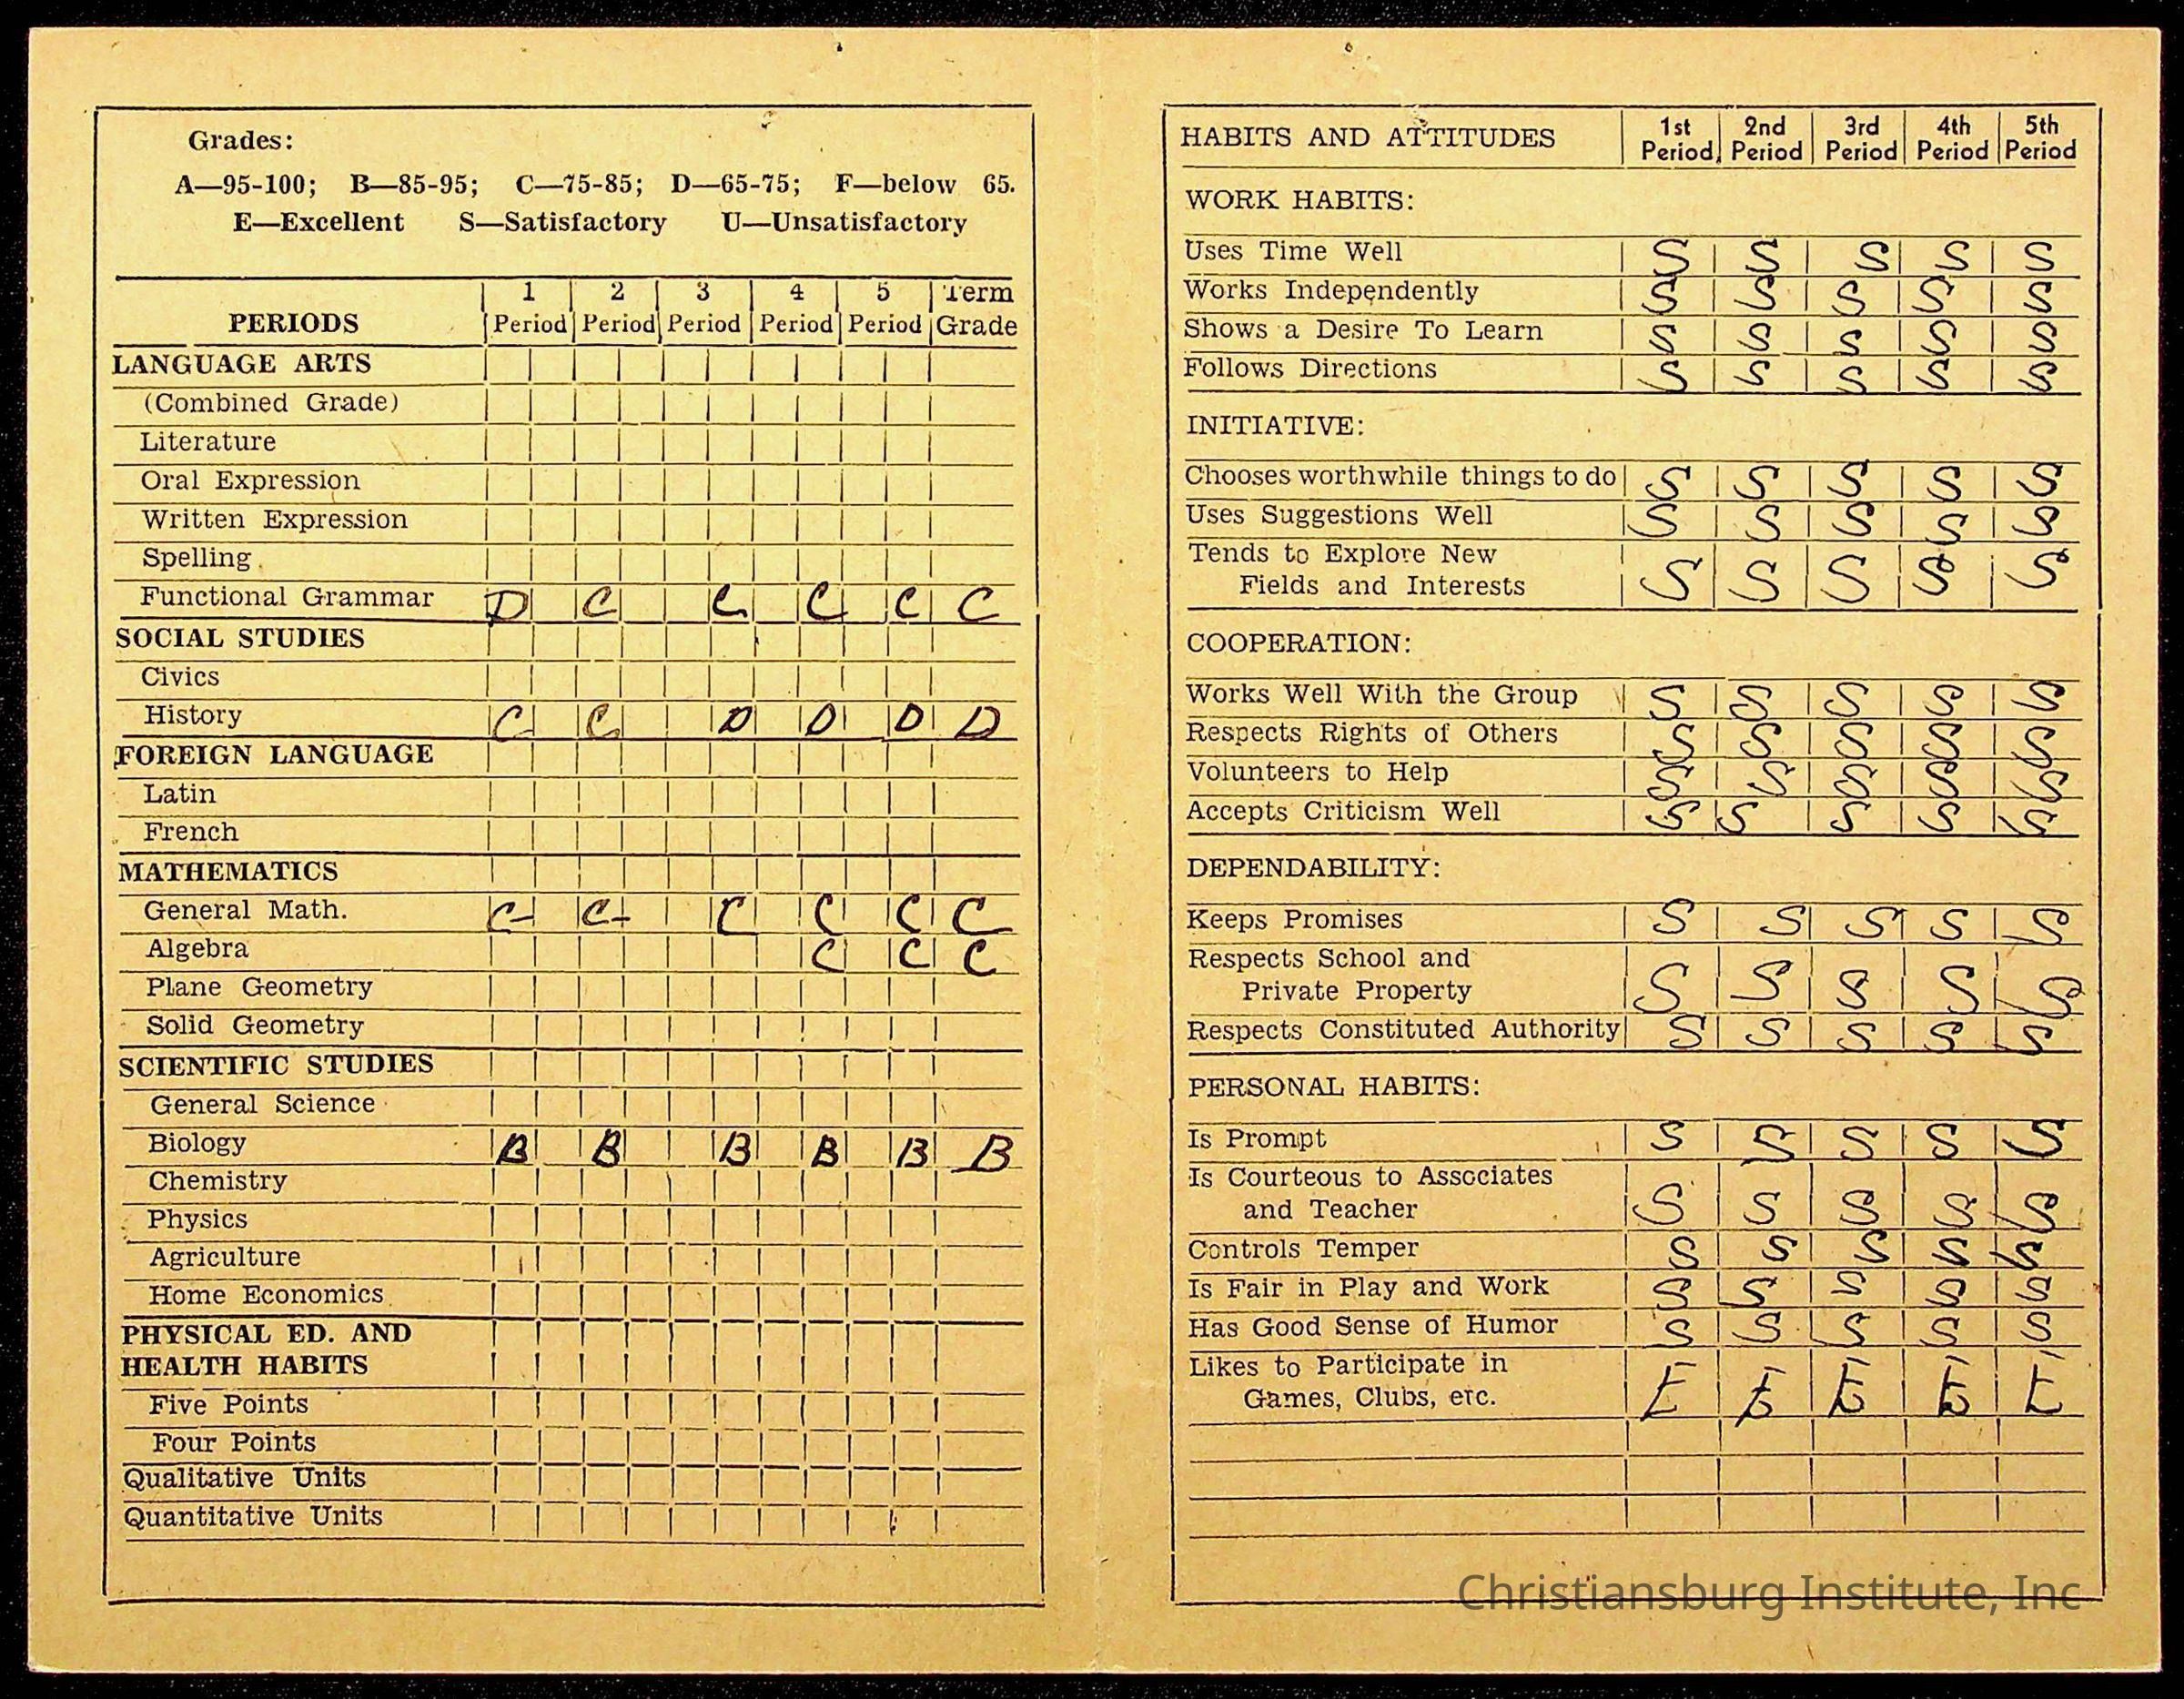 Grades:
A—95-100; B—85-95; C—75-85; D—65-75; F—below 65.
E—Excellent S—Satisfactory U—Unsatisfactory
PERIODS 1 Period 2 Period 3 Period 4 Period 5 Period Term Grade
LANGUAGE ARTS
(Combined Grade)
Literature
Oral Expression
Written Expression
Spelling
Functional Grammar D C C C C C
SOCIAL STUDIES
Civics
History C C D D D D
FOREIGN LANGUAGE
Latin
French
MATHEMATICS
General Math. C- C- C C C C
Algebra C C C
Plane Geometry
Solid Geometry
SCIENTIFIC STUDIES
General Science
Biology B B B B B B
Chemistry
Physics
Agriculture
Home Economics
PHYSICAL ED. AND
HEALTH HABITS
Five Points
Four Points
Qualitative Units
Quantitative Units
HABITS AND ATTITUDES 1st Period 2nd Period 3rd Period 4th Period 5th Period
WORK HABITS:
Uses Time Well S S S S S
Works Independently S S S S S
Shows a Desire To Learn S S S S S
Follows Directions S S S S S
INITIATIVE:
Chooses worthwhile things to do S S S S S
Uses Suggestions Well S S S S S
Tends to Explore New
Fields and Interests S S S S S
COOPERATION:
Works Well With the Group S S S S S
Respects Rights of Others S S S S S
Volunteers to Help S S S S S
Accepts Criticism Well S S S S S
DEPENDABILITY:
Keeps Promises S S S S S
Respects School and
Private Property S S S S S
Respects Constituted Authority S S S S S
PERSONAL HABITS:
Is Prompt S S S S S
Is Courteous to Associates
and Teacher S S S S S
Controls Temper S S S S S
Is Fair in Play and Work S S S S S
Has Good Sense of Humor S S S S S
Likes to Participate in
Games, Clubs, etc. E E E E E
Christiansburg Institute, Inc